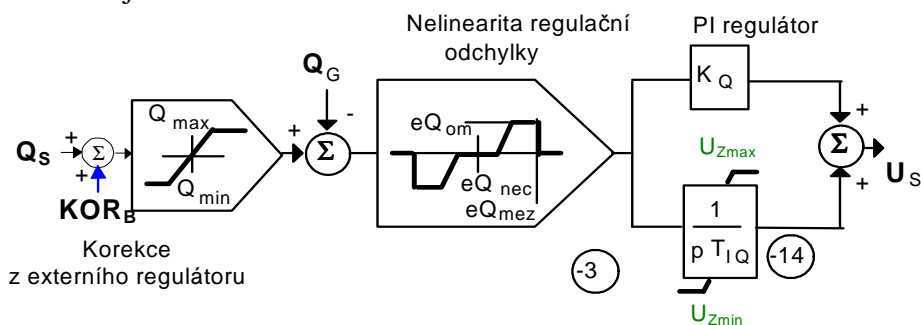 Nelinearita regulační
odchylky
PI regulátor
Q_G
K_Q
Q_max
Q_min
eQ_om
eQ_nec
eQ_mez
U_Zmax
Q_S
+
Σ
+
+
-
Σ
+
Σ
+
U_S
KOR_B
1
p T_IQ
-3
-14
Korekce
z externího regulátoru
U_Zmin